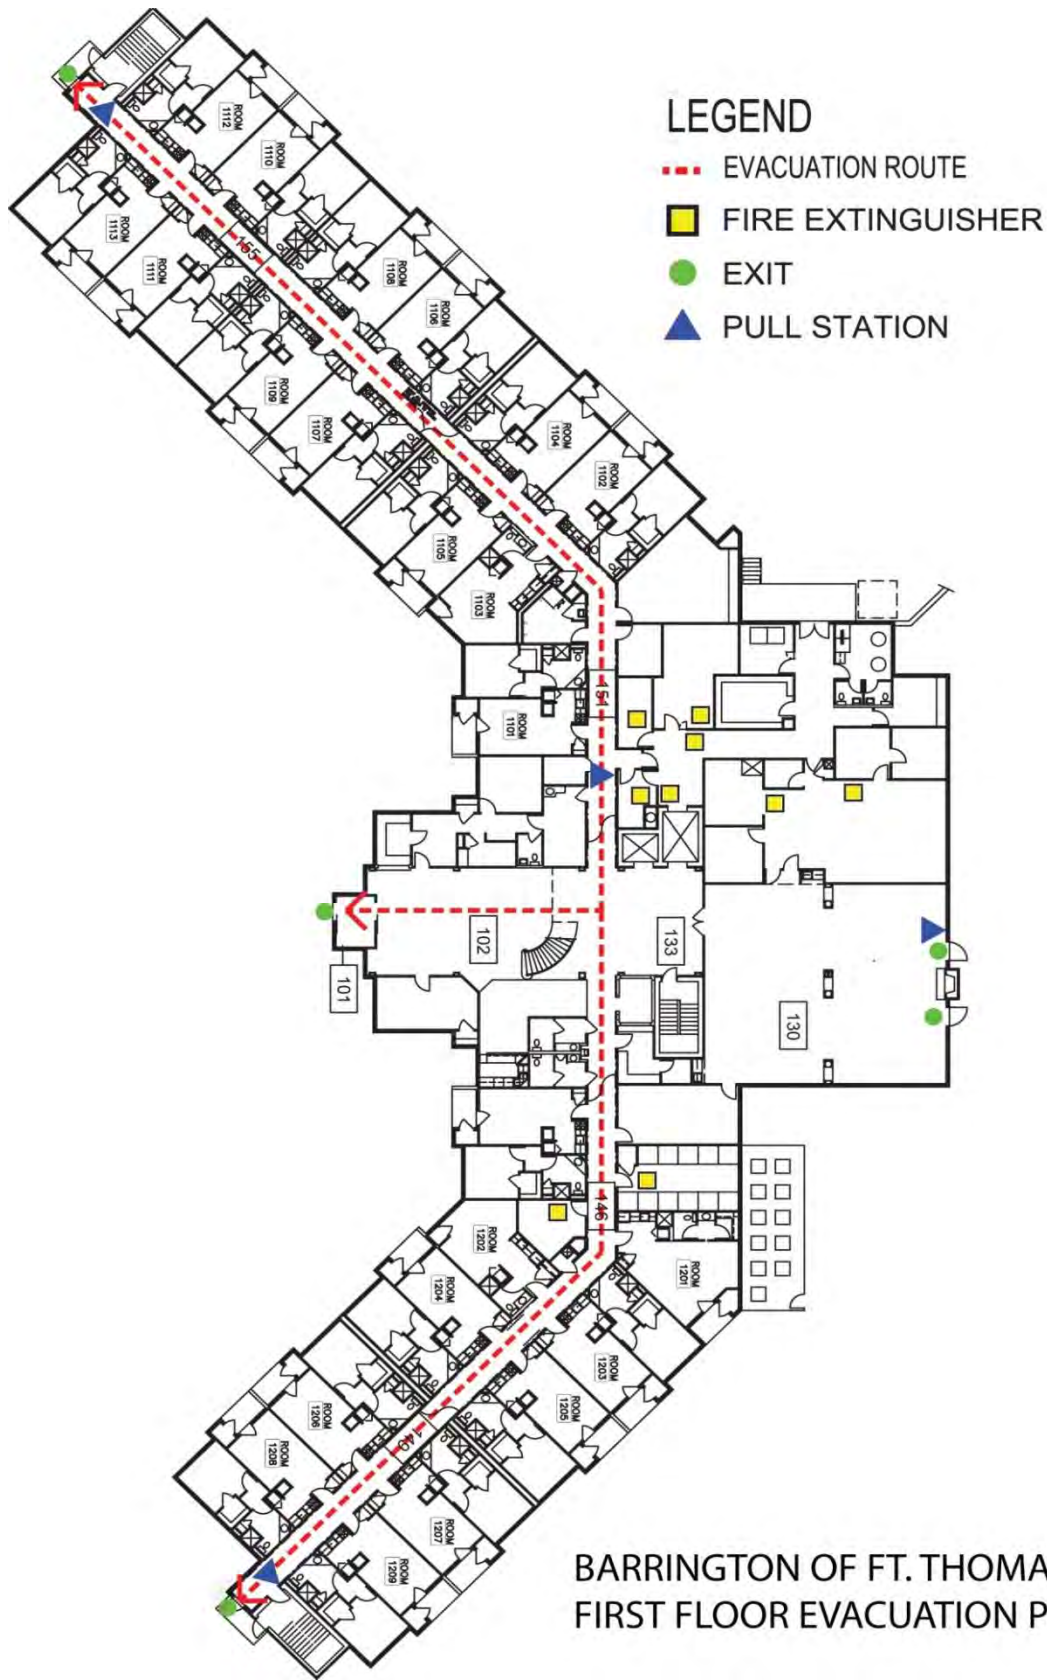 LEGEND
EVACUATION ROUTE
FIRE EXTINGUISHER
EXIT
PULL STATION
ROOM
1112
ROOM
1110
ROOM
1113
155
ROOM
1111
ROOM
1108
ROOM
1106
ROOM
1109
ROOM
1107
ROOM
1104
ROOM
1102
ROOM
1105
ROOM
1103
151
ROOM
1101
102
133
101
130
146
ROOM
1202
ROOM
1201
ROOM
1204
ROOM
1203
ROOM
1205
ROOM
1206
ROOM
1208
ROOM
1207
ROOM
1209
BARRINGTON OF FT. THOMA
FIRST FLOOR EVACUATION P